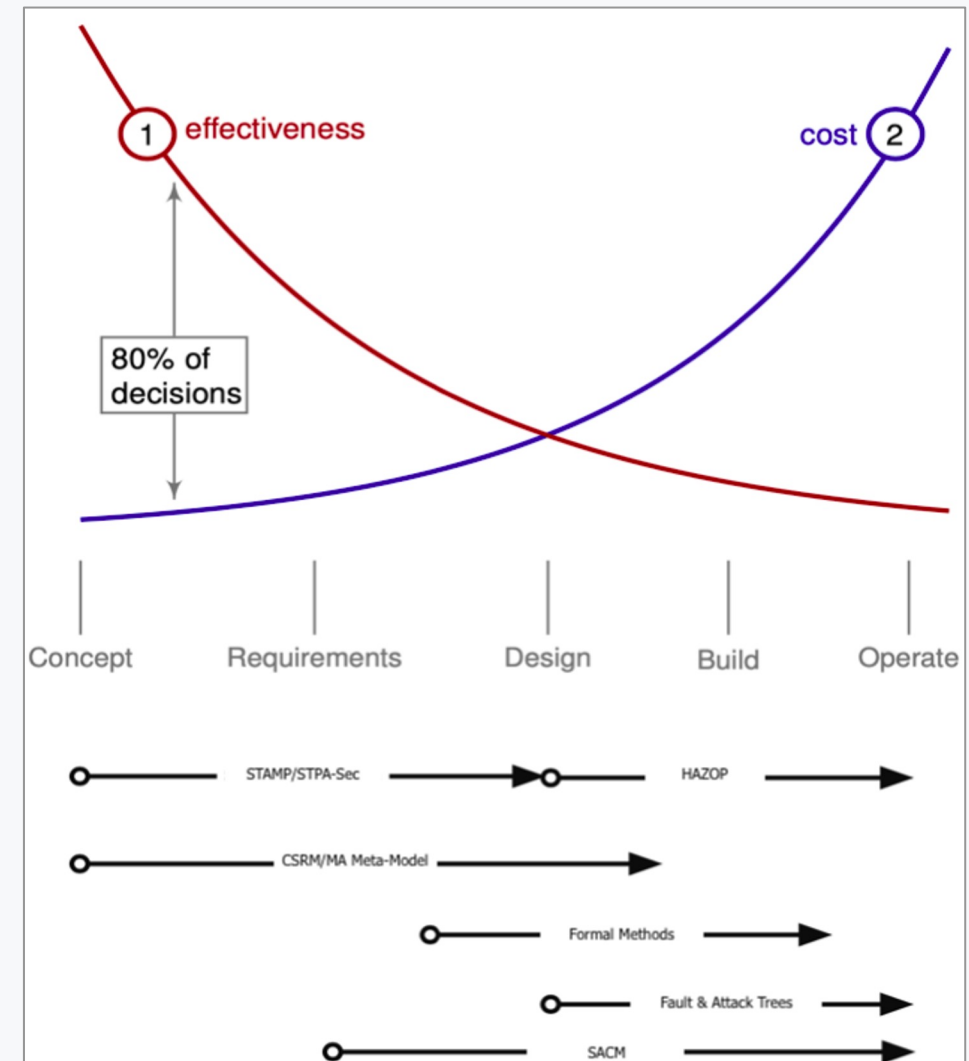 1 effectiveness
cost 2
80% of
decisions
Concept Requirements Design Build Operate
STAMP/STPA-Sec HAZOP
CSRM/MA Meta-Model
Formal Methods
Fault & Attack Trees
SACM